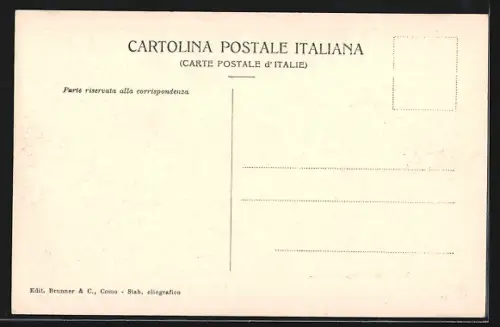 CARTOLINA POSTALE ITALIANA
(CARTE POSTALE d'ITALIE)
Parte riservata alla corrispondenza
Edit. Brunner & C., Como - Stab. eliografico